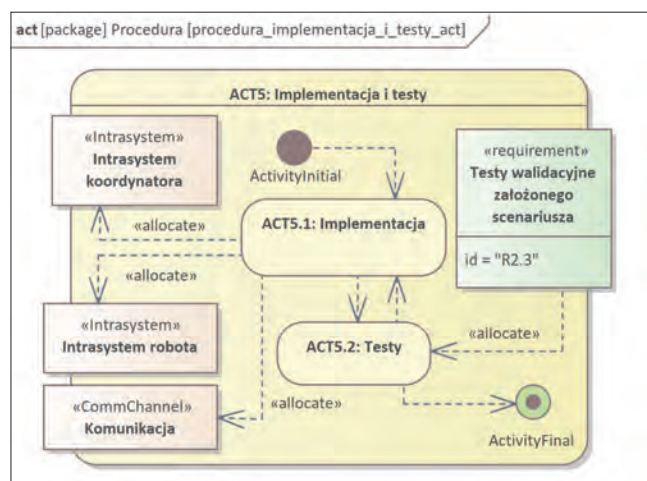 act [package] Procedura [procedura_implementacja_i_testy_act]
ACT5: Implementacja i testy
«Intrasystem»
Intrasystem
koordynatora
ActivityInitial
«requirement»
Testy walidacyjne
założonego
scenariusza
id = "R2.3"
ACT5.1: Implementacja
«allocate»
«allocate»
«Intrasystem»
Intrasystem robota
ACT5.2: Testy
«allocate»
«allocate»
«CommChannel»
Komunikacja
ActivityFinal